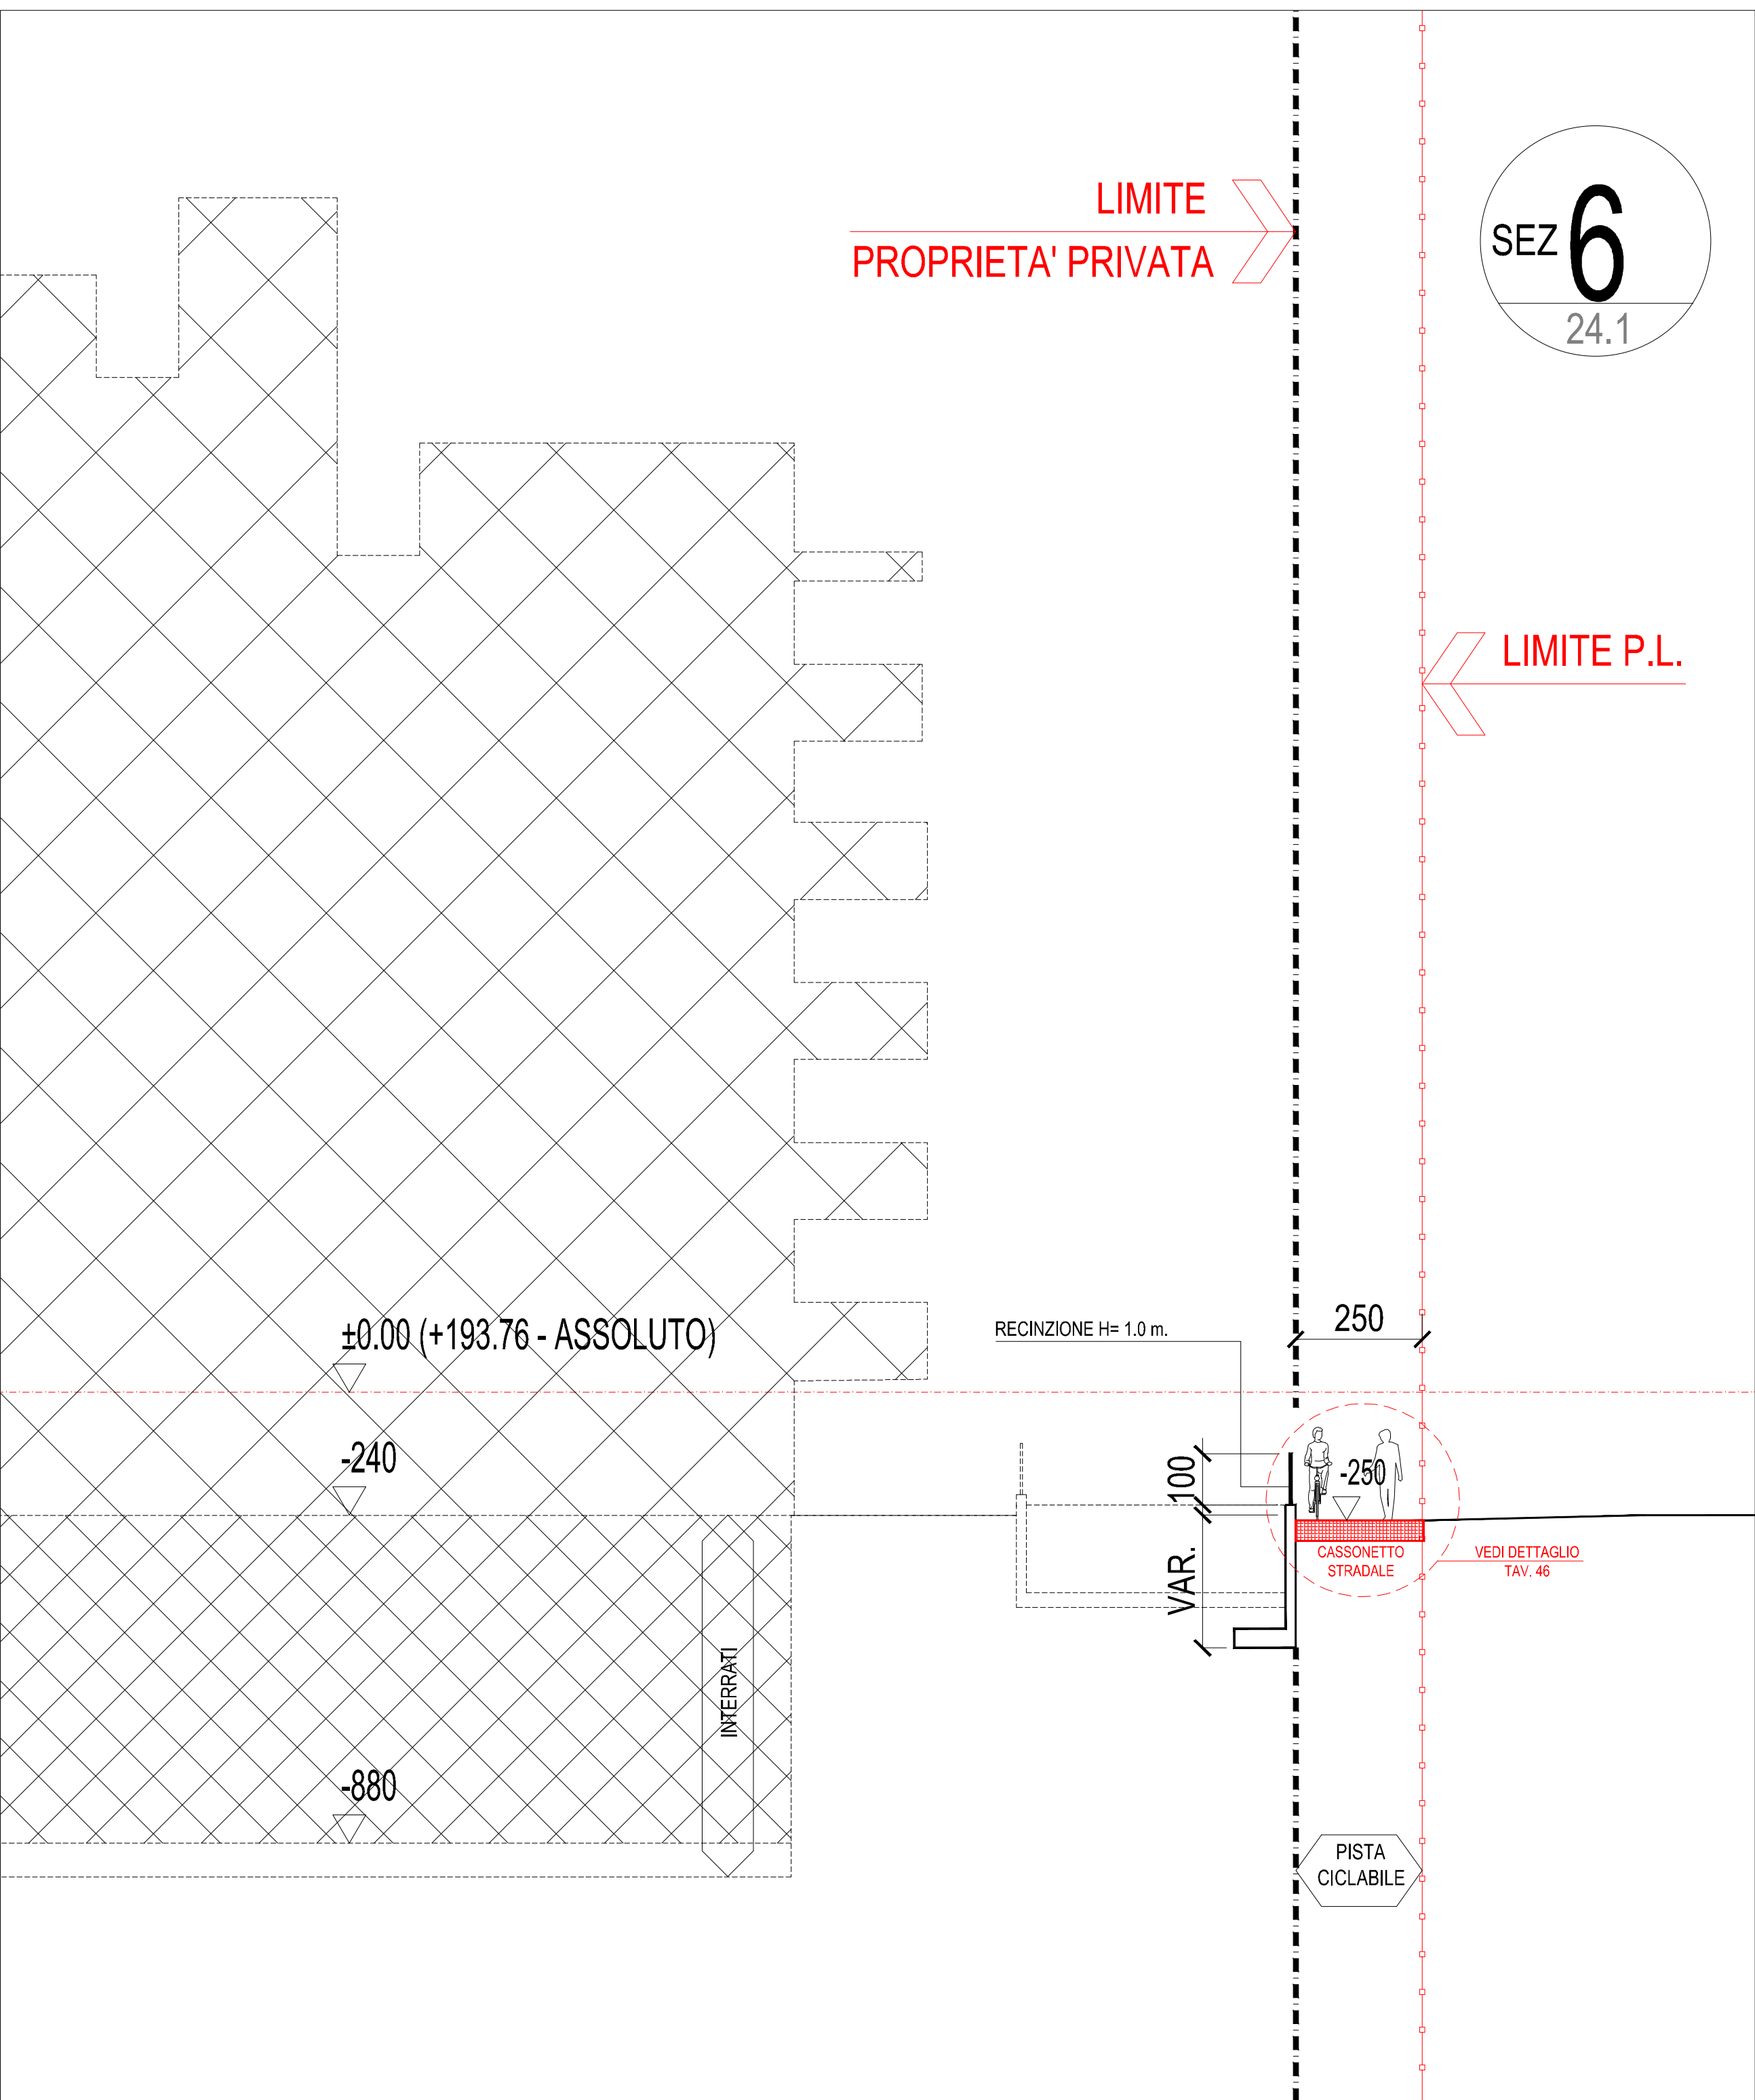 LIMITE
PROPRIETA' PRIVATA
SEZ 6
24.1
LIMITE P.L.
±0.00 (+193.76 - ASSOLUTO)
RECINZIONE H= 1.0 m.
250
-240
100
-250
VAR.
CASSONETTO
STRADALE
VEDI DETTAGLIO
TAV. 46
INTERRATI
-880
PISTA
CICLABILE